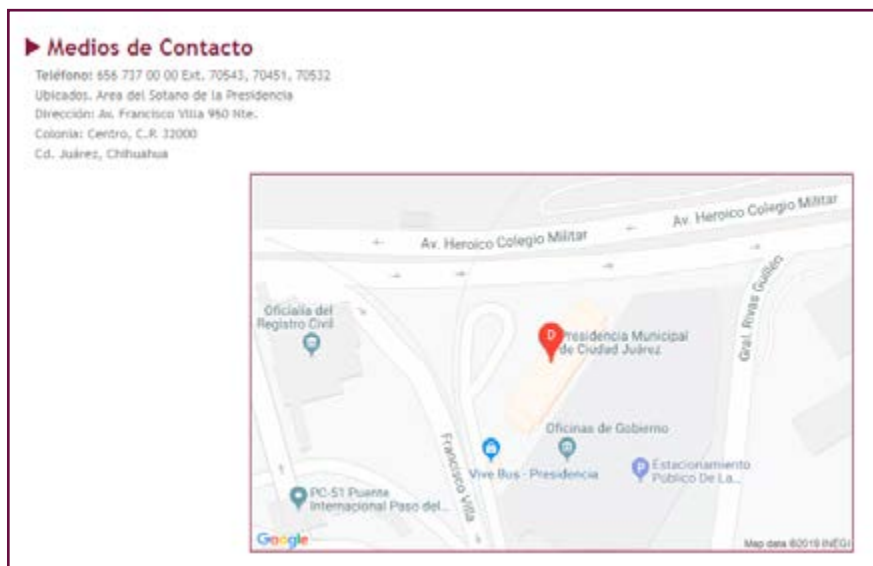 Medios de Contacto
Teléfono: 656 737 00 00 Ext. 70543, 70451, 70532
Ubicados. Area del Sotano de la Presidencia
Dirección: Av. Francisco Villa 950 Nte.
Colonia: Centro, C.P. 32000
Cd. Juárez, Chihuahua
Av. Heroico Colegio Militar
Av. Heroico Colegio Militar
Gral. Rivas Guillén
Oficialía del
Registro Civil
D
Presidencia Municipal
de Ciudad Juárez
Francisco Villa
Oficinas de Gobierno
Vive Bus - Presidencia
P
Estacionamiento
Público De La...
PC-51 Puente
Internacional Paso del...
Google
Map data ©2019 INEGI